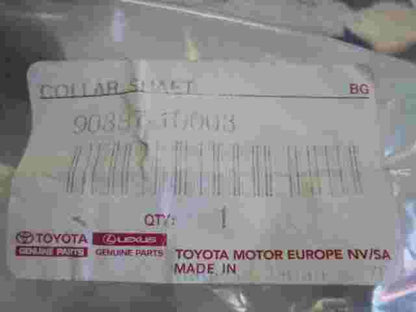 COLLAR SHAFT
BG
QTY: 1
TOYOTA
GENUINE PARTS
LEXUS
GENUINE PARTS
TOYOTA MOTOR EUROPE NV/SA
MADE IN